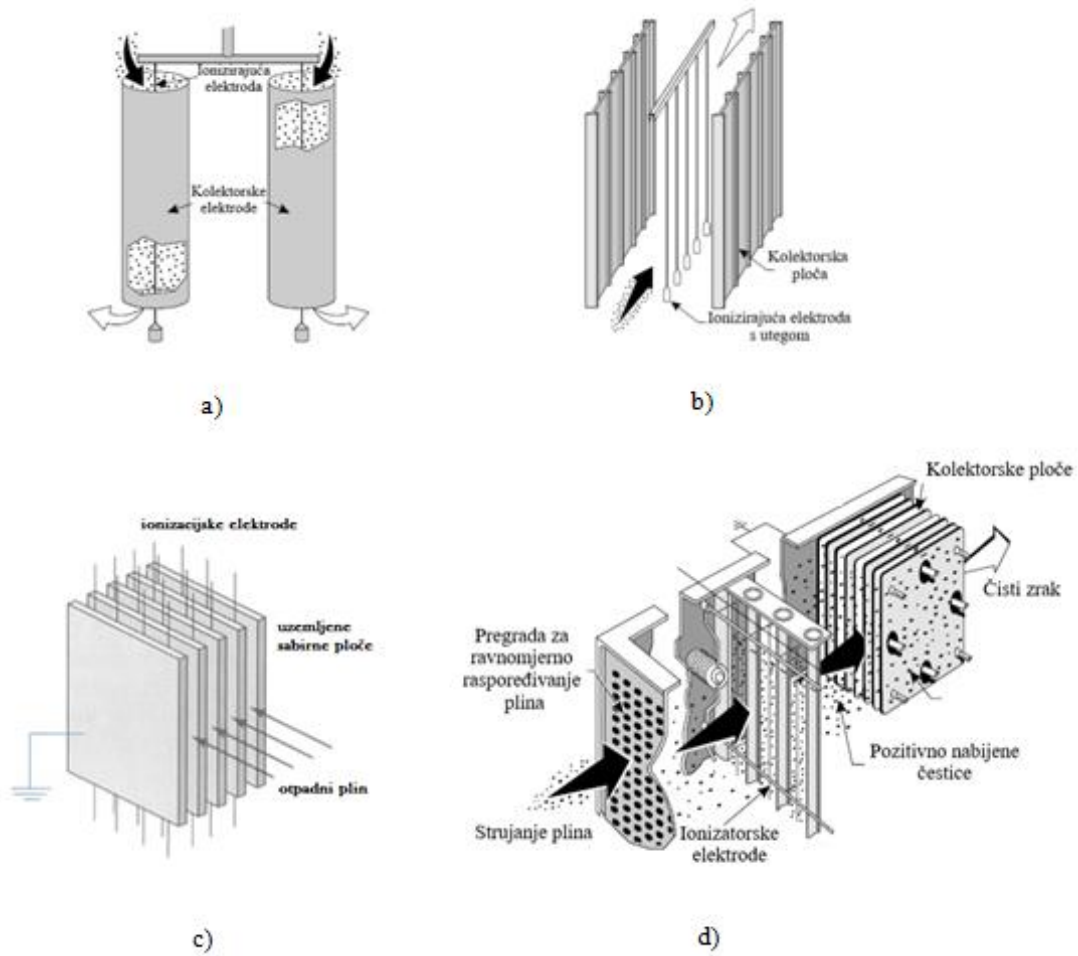 Ionizirajuća
elektroda
Kolektorske
elektrode
a)
Kolektorska
ploča
Ionizirajuća elektroda
s utegom
b)
ionizacijske elektrode
uzemljene
sabirne ploče
otpadni plin
c)
Kolektorske ploče
Čisti zrak
Pregrada za
ravnomjerno
raspoređivanje
plina
Pozitivno nabijene
čestice
Strujanje plina
Ionizatorske
elektrode
d)